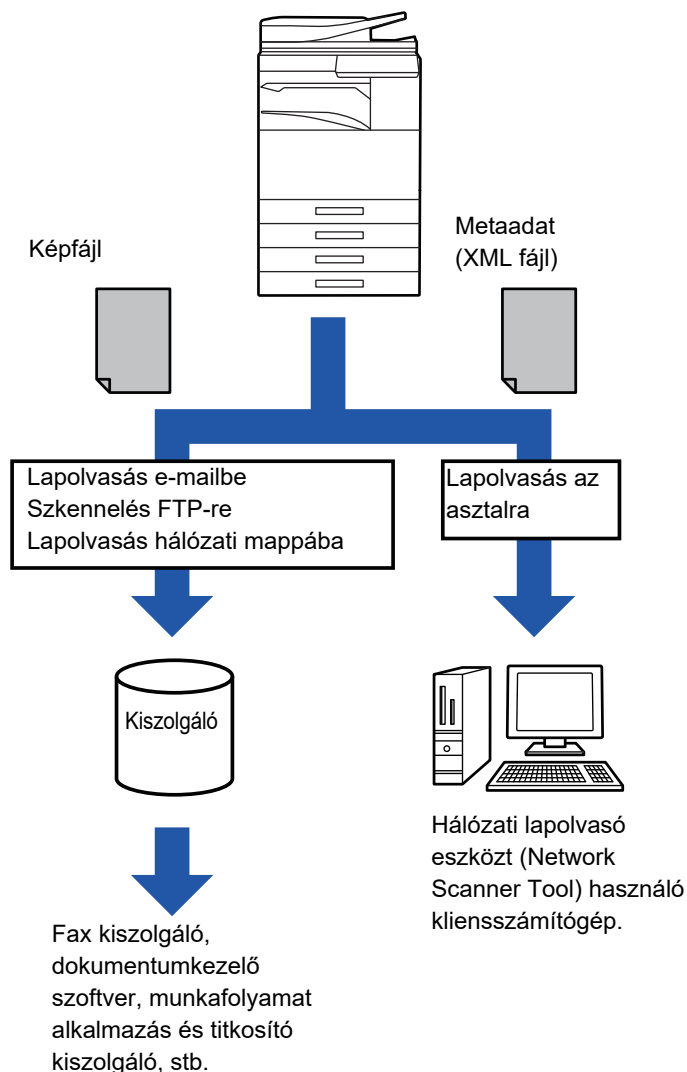 Képfájl
Metaadat
(XML fájl)
Lapolvasás e-mailbe
Szkennelés FTP-re
Lapolvasás hálózati mappába
Lapolvasás az
asztalra
Kiszolgáló
Hálózati lapolvasó
eszközt (Network
Scanner Tool) használó
kliensszámítógép.
Fax kiszolgáló,
dokumentumkezelő
szoftver, munkafolyamat
alkalmazás és titkosító
kiszolgáló, stb.